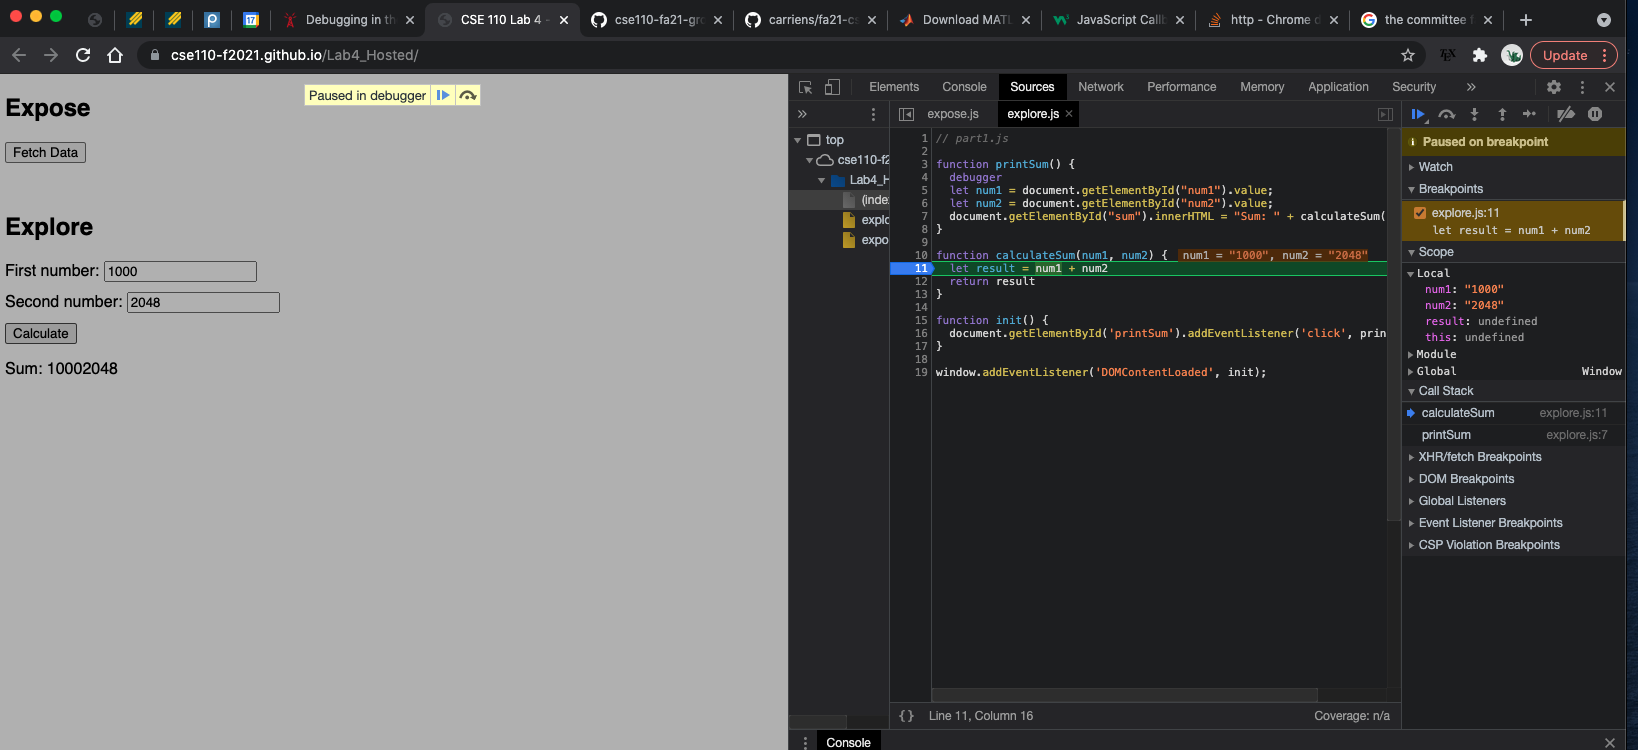 Debugging in th
CSE 110 Lab 4 -
cse110-fa21-gro
carriens/fa21-cs
Download MATL
JavaScript Callb
http - Chrome d
the committee f
cse110-f2021.github.io/Lab4_Hosted/
Update
Expose
Paused in debugger
Fetch Data
Explore
First number: 1000
Second number: 2048
Calculate
Sum: 10002048
Elements Console Sources Network Performance Memory Application Security
expose.js explore.js
top
cse110-f2
Lab4_H
(inde
explo
expo
1 // part1.js
2
3 function printSum() {
4 debugger
5 let num1 = document.getElementById("num1").value;
6 let num2 = document.getElementById("num2").value;
7 document.getElementById("sum").innerHTML = "Sum: " + calculateSum(
8 }
9
10 function calculateSum(num1, num2) { num1 = "1000", num2 = "2048"
11 let result = num1 + num2
12 return result
13 }
14
15 function init() {
16 document.getElementById('printSum').addEventListener('click', prin
17 }
18
19 window.addEventListener('DOMContentLoaded', init);
{} Line 11, Column 16 Coverage: n/a
Console
Paused on breakpoint
Watch
Breakpoints
explore.js:11
let result = num1 + num2
Scope
Local
num1: "1000"
num2: "2048"
result: undefined
this: undefined
Module
Global Window
Call Stack
calculateSum explore.js:11
printSum explore.js:7
XHR/fetch Breakpoints
DOM Breakpoints
Global Listeners
Event Listener Breakpoints
CSP Violation Breakpoints